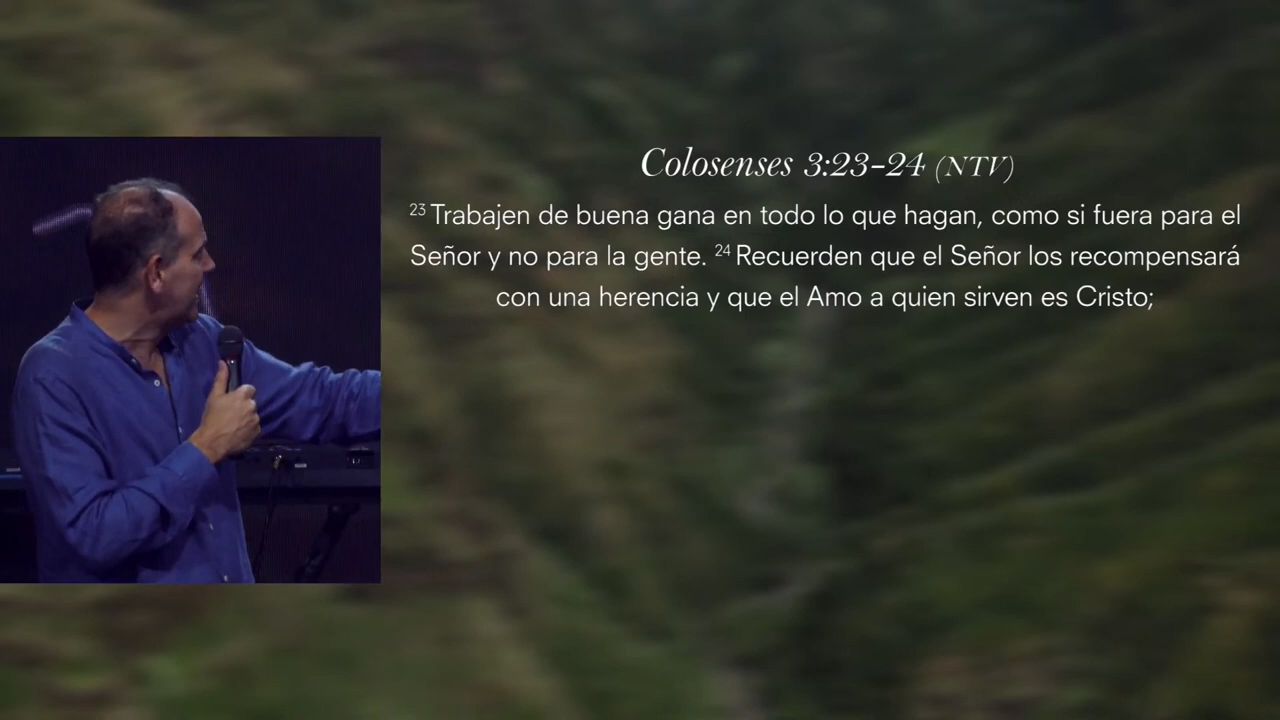 Colosenses 3:23–24 (NTV)
23 Trabajen de buena gana en todo lo que hagan, como si fuera para el
Señor y no para la gente. 24 Recuerden que el Señor los recompensará
con una herencia y que el Amo a quien sirven es Cristo;